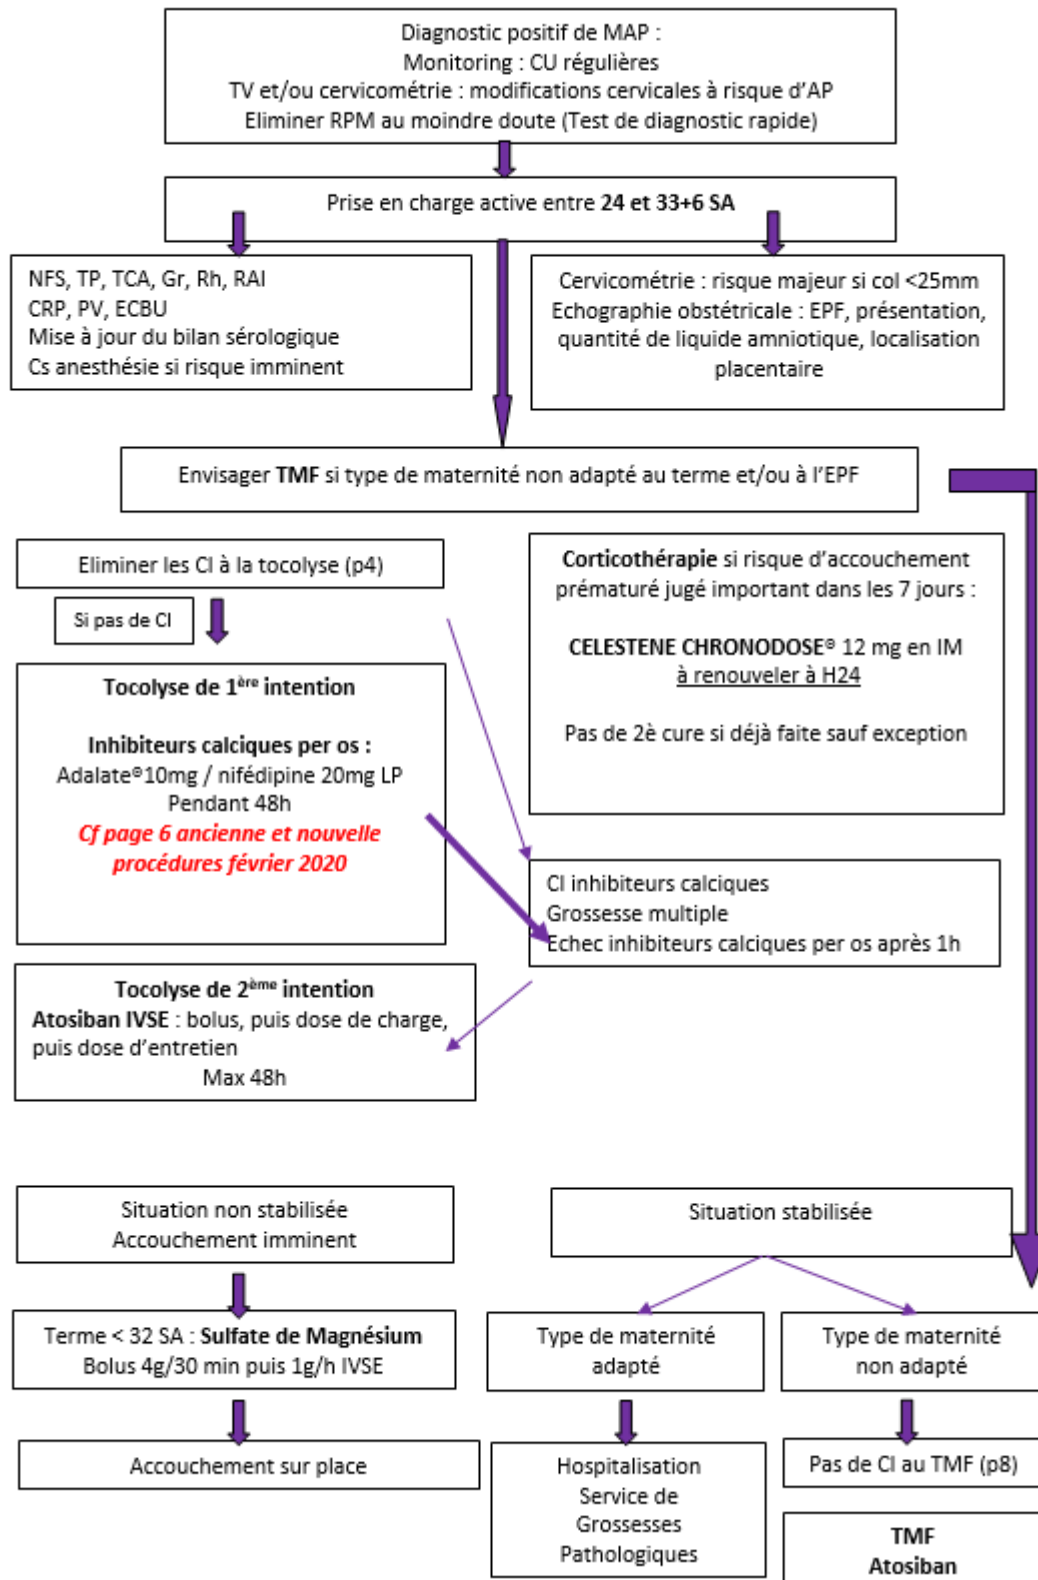 Diagnostic positif de MAP :
Monitoring : CU régulières
TV et/ou cervicométrie : modifications cervicales à risque d'AP
Eliminer RPM au moindre doute (Test de diagnostic rapide)
Prise en charge active entre 24 et 33+6 SA
NFS, TP, TCA, Gr, Rh, RAI
CRP, PV, ECBU
Mise à jour du bilan sérologique
Cs anesthésie si risque imminent
Cervicométrie : risque majeur si col <25mm
Echographie obstétricale : EPF, présentation,
quantité de liquide amniotique, localisation
placentaire
Envisager TMF si type de maternité non adapté au terme et/ou à l'EPF
Eliminer les CI à la tocolyse (p4)
Si pas de CI
Corticothérapie si risque d'accouchement
prématuré jugé important dans les 7 jours :
CELESTENE CHRONODOSE® 12 mg en IM
à renouveler à H24
Pas de 2è cure si déjà faite sauf exception
Tocolyse de 1ère intention
Inhibiteurs calciques per os :
Adalate®10mg / nifédipine 20mg LP
Pendant 48h
Cf page 6 ancienne et nouvelle
procédures février 2020
CI inhibiteurs calciques
Grossesse multiple
Echec inhibiteurs calciques per os après 1h
Tocolyse de 2ème intention
Atosiban IVSE : bolus, puis dose de charge,
puis dose d'entretien
Max 48h
Situation non stabilisée
Accouchement imminent
Situation stabilisée
Terme < 32 SA : Sulfate de Magnésium
Bolus 4g/30 min puis 1g/h IVSE
Type de maternité
adapté
Type de maternité
non adapté
Accouchement sur place
Hospitalisation
Service de
Grossesses
Pathologiques
Pas de CI au TMF (p8)
TMF
Atosiban